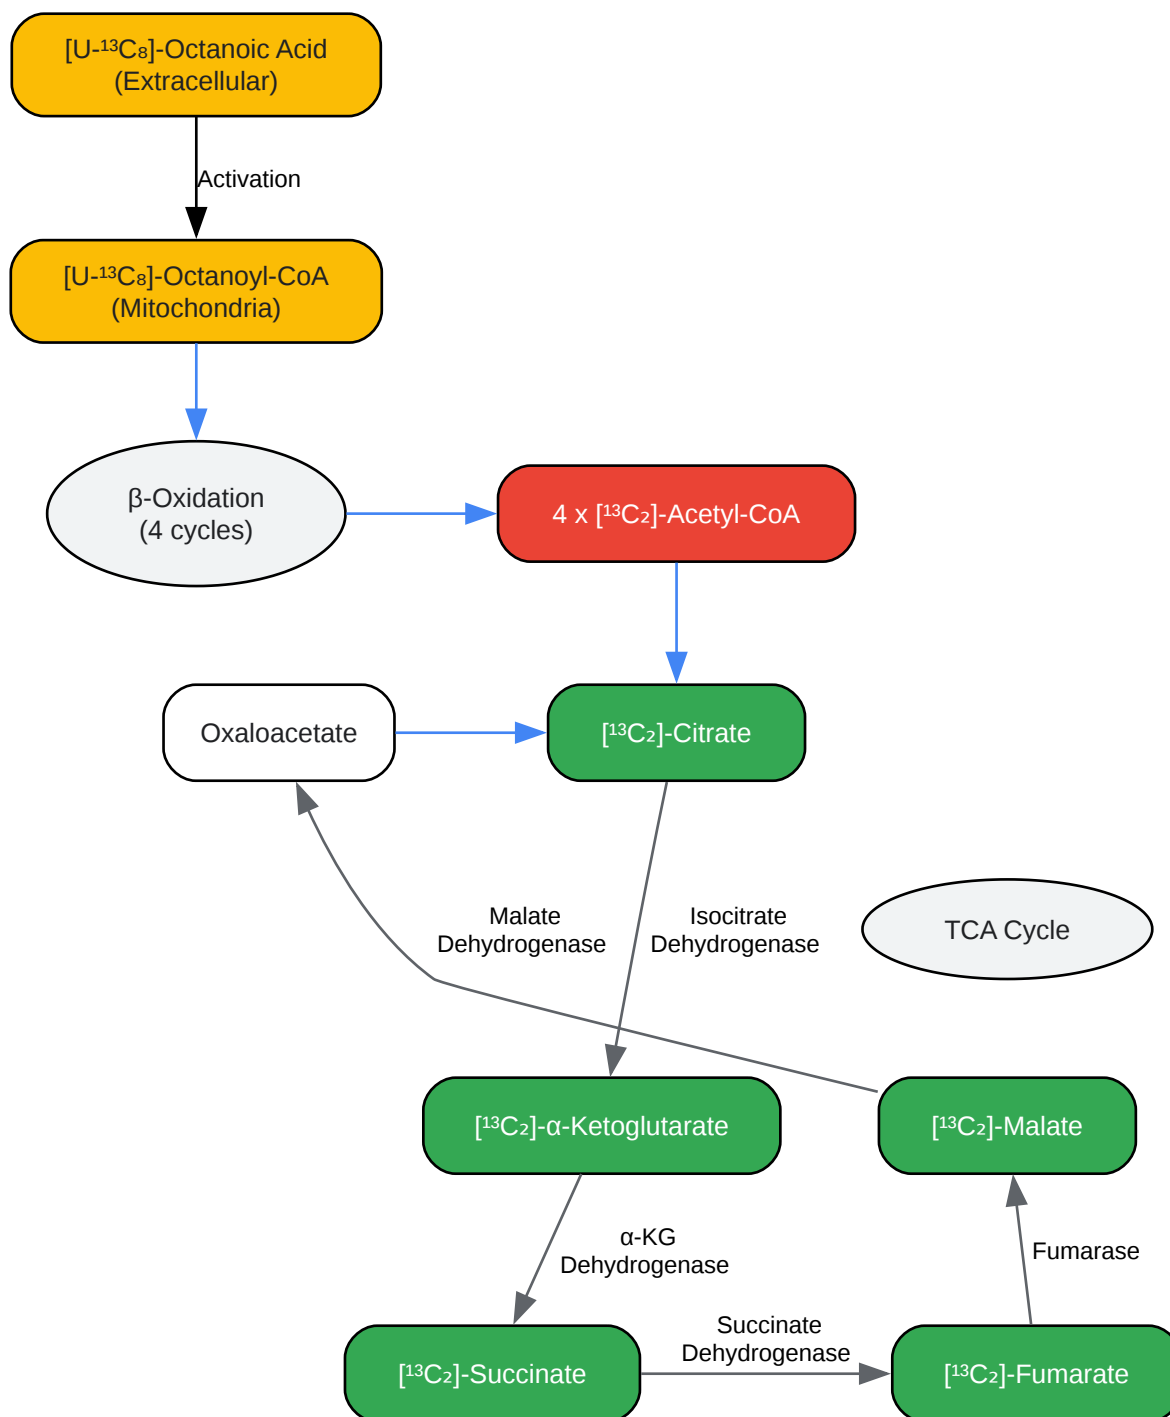 [U-¹³C₈]-Octanoic Acid
(Extracellular)
Activation
[U-¹³C₈]-Octanoyl-CoA
(Mitochondria)
β-Oxidation
(4 cycles)
4 x [¹³C₂]-Acetyl-CoA
Oxaloacetate
[¹³C₂]-Citrate
Malate
Dehydrogenase
Isocitrate
Dehydrogenase
TCA Cycle
[¹³C₂]-α-Ketoglutarate
[¹³C₂]-Malate
α-KG
Dehydrogenase
Fumarase
Succinate
Dehydrogenase
[¹³C₂]-Succinate
[¹³C₂]-Fumarate